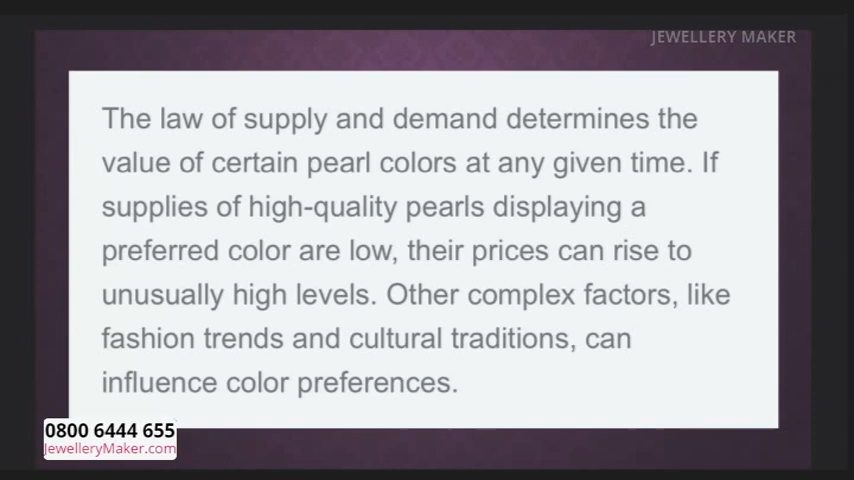 JEWELLERY MAKER
The law of supply and demand determines the
value of certain pearl colors at any given time. If
supplies of high-quality pearls displaying a
preferred color are low, their prices can rise to
unusually high levels. Other complex factors, like
fashion trends and cultural traditions, can
influence color preferences.
0800 6444 655
JewelleryMaker.com